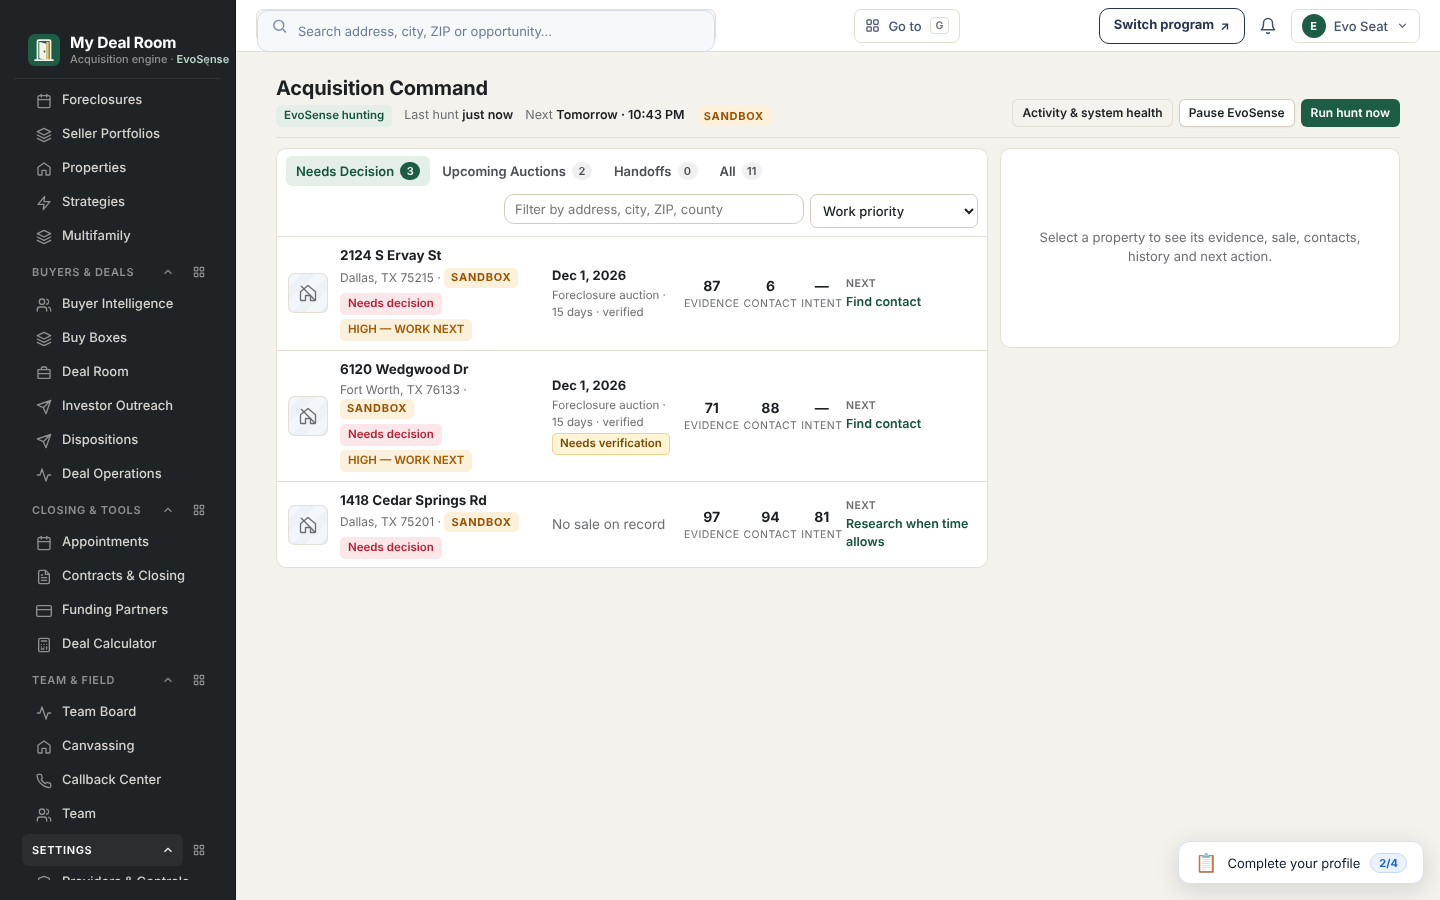 My Deal Room
Acquisition engine · EvoSense
Foreclosures
Seller Portfolios
Properties
Strategies
Multifamily
BUYERS & DEALS
Buyer Intelligence
Buy Boxes
Deal Room
Investor Outreach
Dispositions
Deal Operations
CLOSING & TOOLS
Appointments
Contracts & Closing
Funding Partners
Deal Calculator
TEAM & FIELD
Team Board
Canvassing
Callback Center
Team
SETTINGS
Providers & Controls
Search address, city, ZIP or opportunity...
Go to G
Switch program
E Evo Seat
Acquisition Command
EvoSense hunting Last hunt just now Next Tomorrow · 10:43 PM SANDBOX
Activity & system health Pause EvoSense Run hunt now
Needs Decision 3 Upcoming Auctions 2 Handoffs 0 All 11
Filter by address, city, ZIP, county Work priority
2124 S Ervay St
Dallas, TX 75215 · SANDBOX
Needs decision
HIGH — WORK NEXT
Dec 1, 2026
Foreclosure auction ·
15 days · verified
87 6 —
EVIDENCE CONTACT INTENT
NEXT
Find contact
6120 Wedgwood Dr
Fort Worth, TX 76133 ·
SANDBOX
Needs decision
HIGH — WORK NEXT
Dec 1, 2026
Foreclosure auction ·
15 days · verified
Needs verification
71 88 —
EVIDENCE CONTACT INTENT
NEXT
Find contact
1418 Cedar Springs Rd
Dallas, TX 75201 · SANDBOX
Needs decision
No sale on record
97 94 81
EVIDENCE CONTACT INTENT
NEXT
Research when time
allows
Select a property to see its evidence, sale, contacts,
history and next action.
Complete your profile 2/4